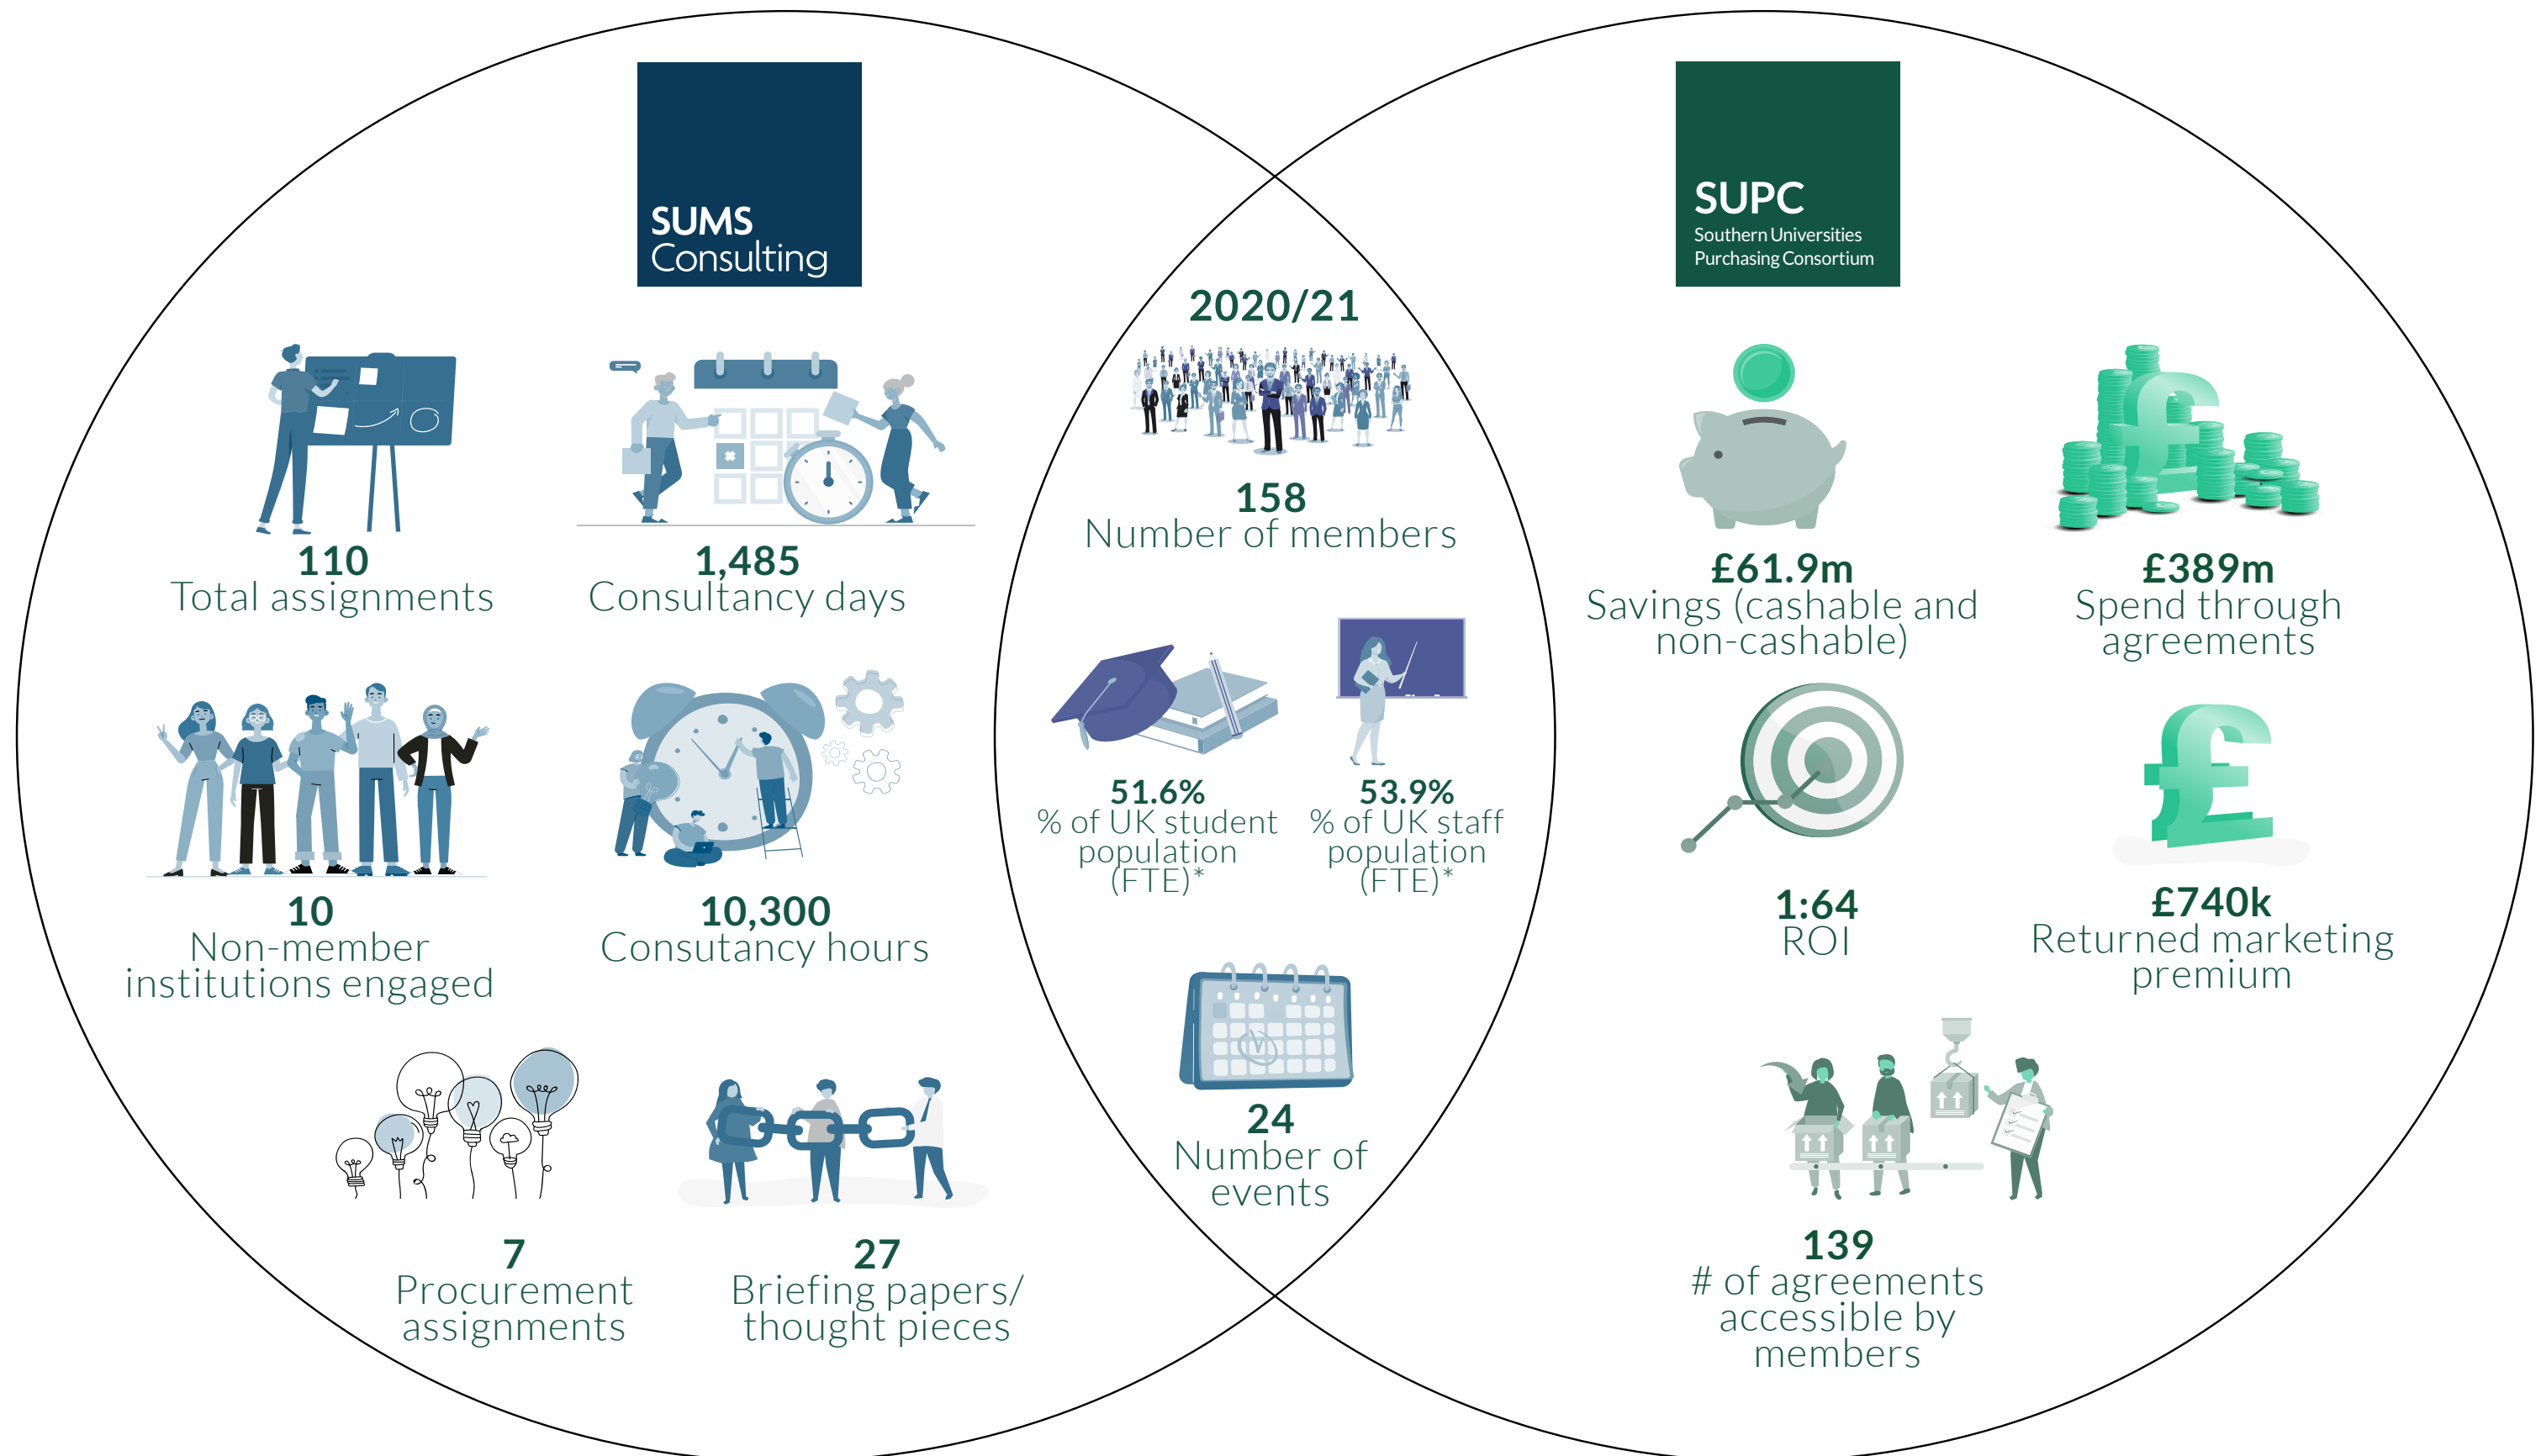 SUMS
Consulting
110
Total assignments
1,485
Consultancy days
10
Non-member
institutions engaged
10,300
Consutancy hours
7
Procurement
assignments
27
Briefing papers/
thought pieces
2020/21
158
Number of members
51.6%
% of UK student
population
(FTE)*
53.9%
% of UK staff
population
(FTE)*
24
Number of
events
SUPC
Southern Universities
Purchasing Consortium
£61.9m
Savings (cashable and
non-cashable)
£389m
Spend through
agreements
1:64
ROI
£740k
Returned marketing
premium
139
# of agreements
accessible by
members